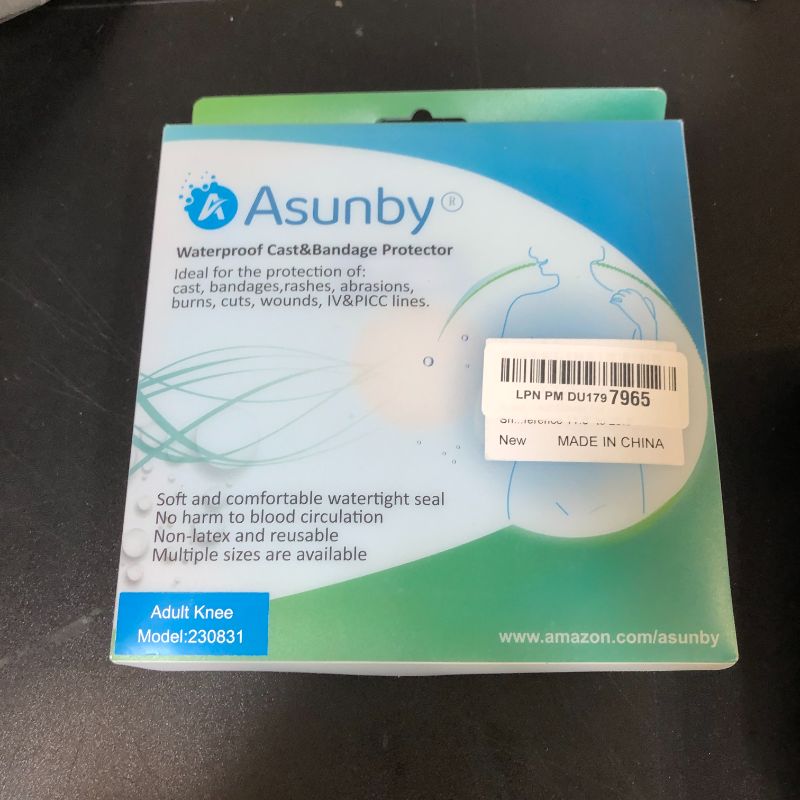 Asunby®
Waterproof Cast&Bandage Protector
Ideal for the protection of:
cast, bandages,rashes, abrasions,
burns, cuts, wounds, IV&PICC lines.
LPN PM DU179 7965
New MADE IN CHINA
Soft and comfortable watertight seal
No harm to blood circulation
Non-latex and reusable
Multiple sizes are available
Adult Knee
Model:230831
www.amazon.com/asunby